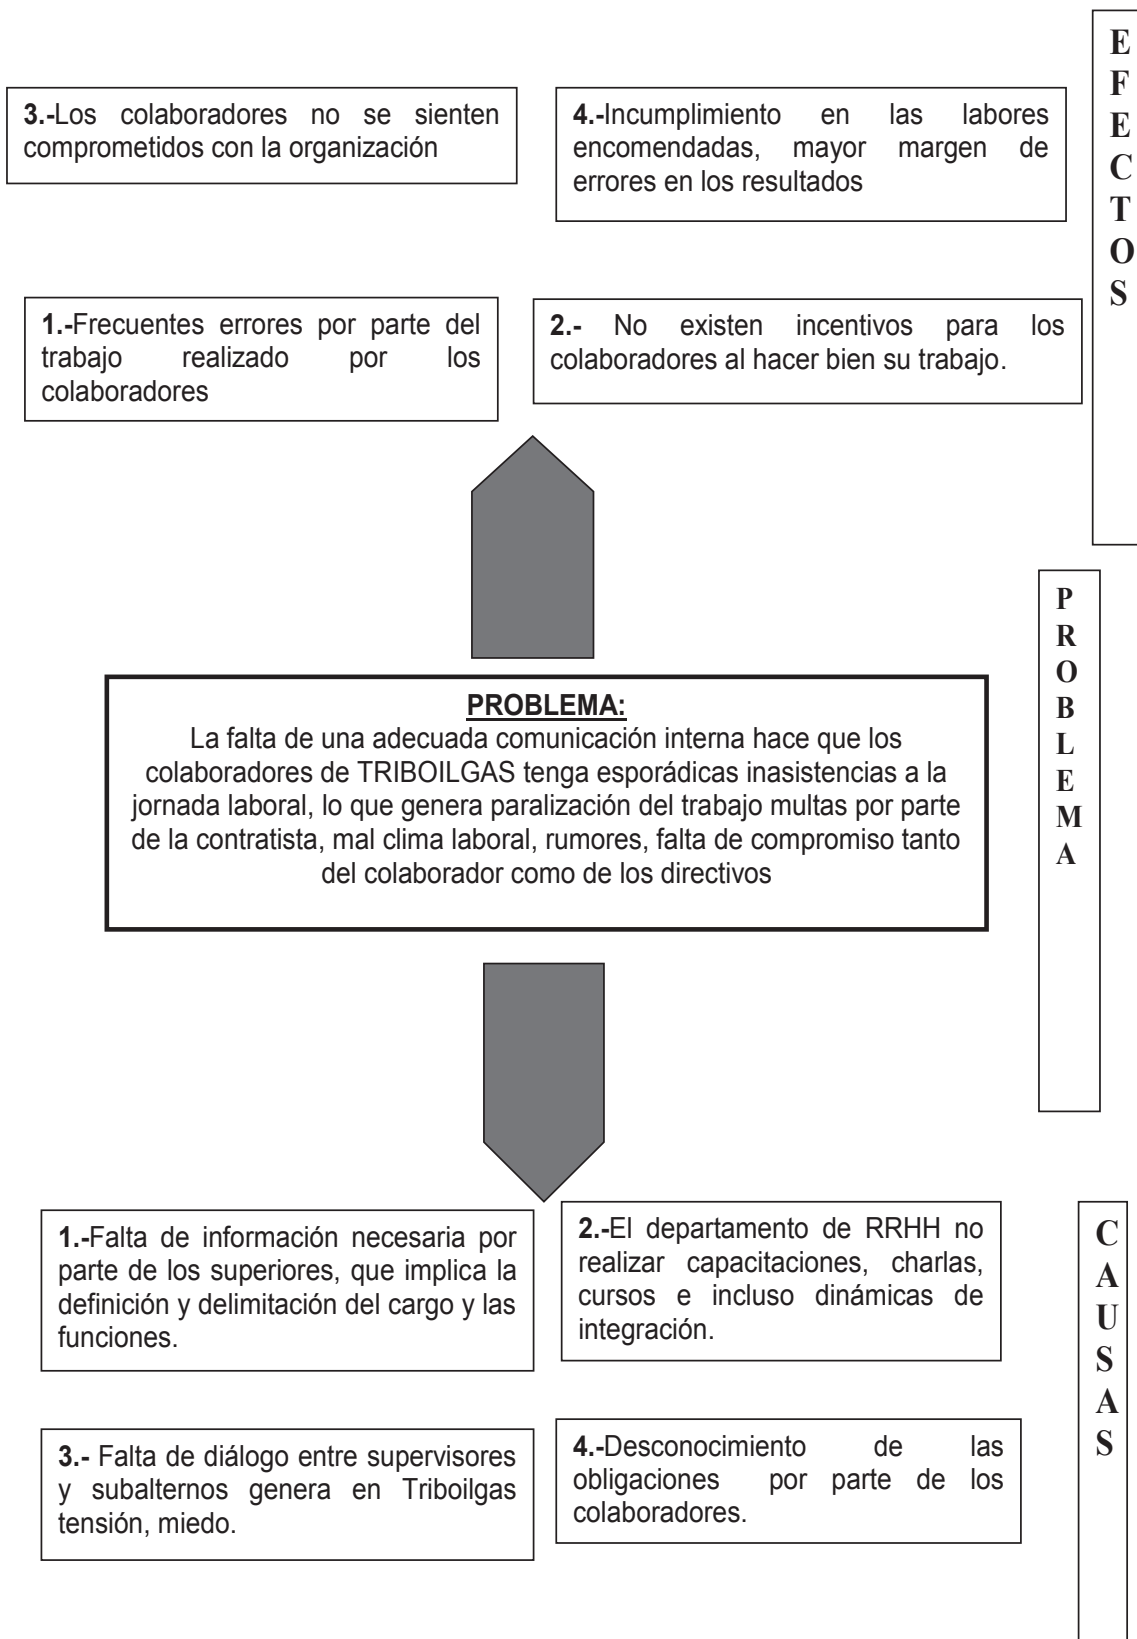 E
F
E
C
T
O
S
3.-Los colaboradores no se sienten
comprometidos con la organización
4.-Incumplimiento en las labores
encomendadas, mayor margen de
errores en los resultados
1.-Frecuentes errores por parte del
trabajo realizado por los
colaboradores
2.- No existen incentivos para los
colaboradores al hacer bien su trabajo.
P
R
O
B
L
E
M
A
PROBLEMA:
La falta de una adecuada comunicación interna hace que los
colaboradores de TRIBOILGAS tenga esporádicas inasistencias a la
jornada laboral, lo que genera paralización del trabajo multas por parte
de la contratista, mal clima laboral, rumores, falta de compromiso tanto
del colaborador como de los directivos
C
A
U
S
A
S
1.-Falta de información necesaria por
parte de los superiores, que implica la
definición y delimitación del cargo y las
funciones.
2.-El departamento de RRHH no
realizar capacitaciones, charlas,
cursos e incluso dinámicas de
integración.
3.- Falta de diálogo entre supervisores
y subalternos genera en Triboilgas
tensión, miedo.
4.-Desconocimiento de las
obligaciones por parte de los
colaboradores.